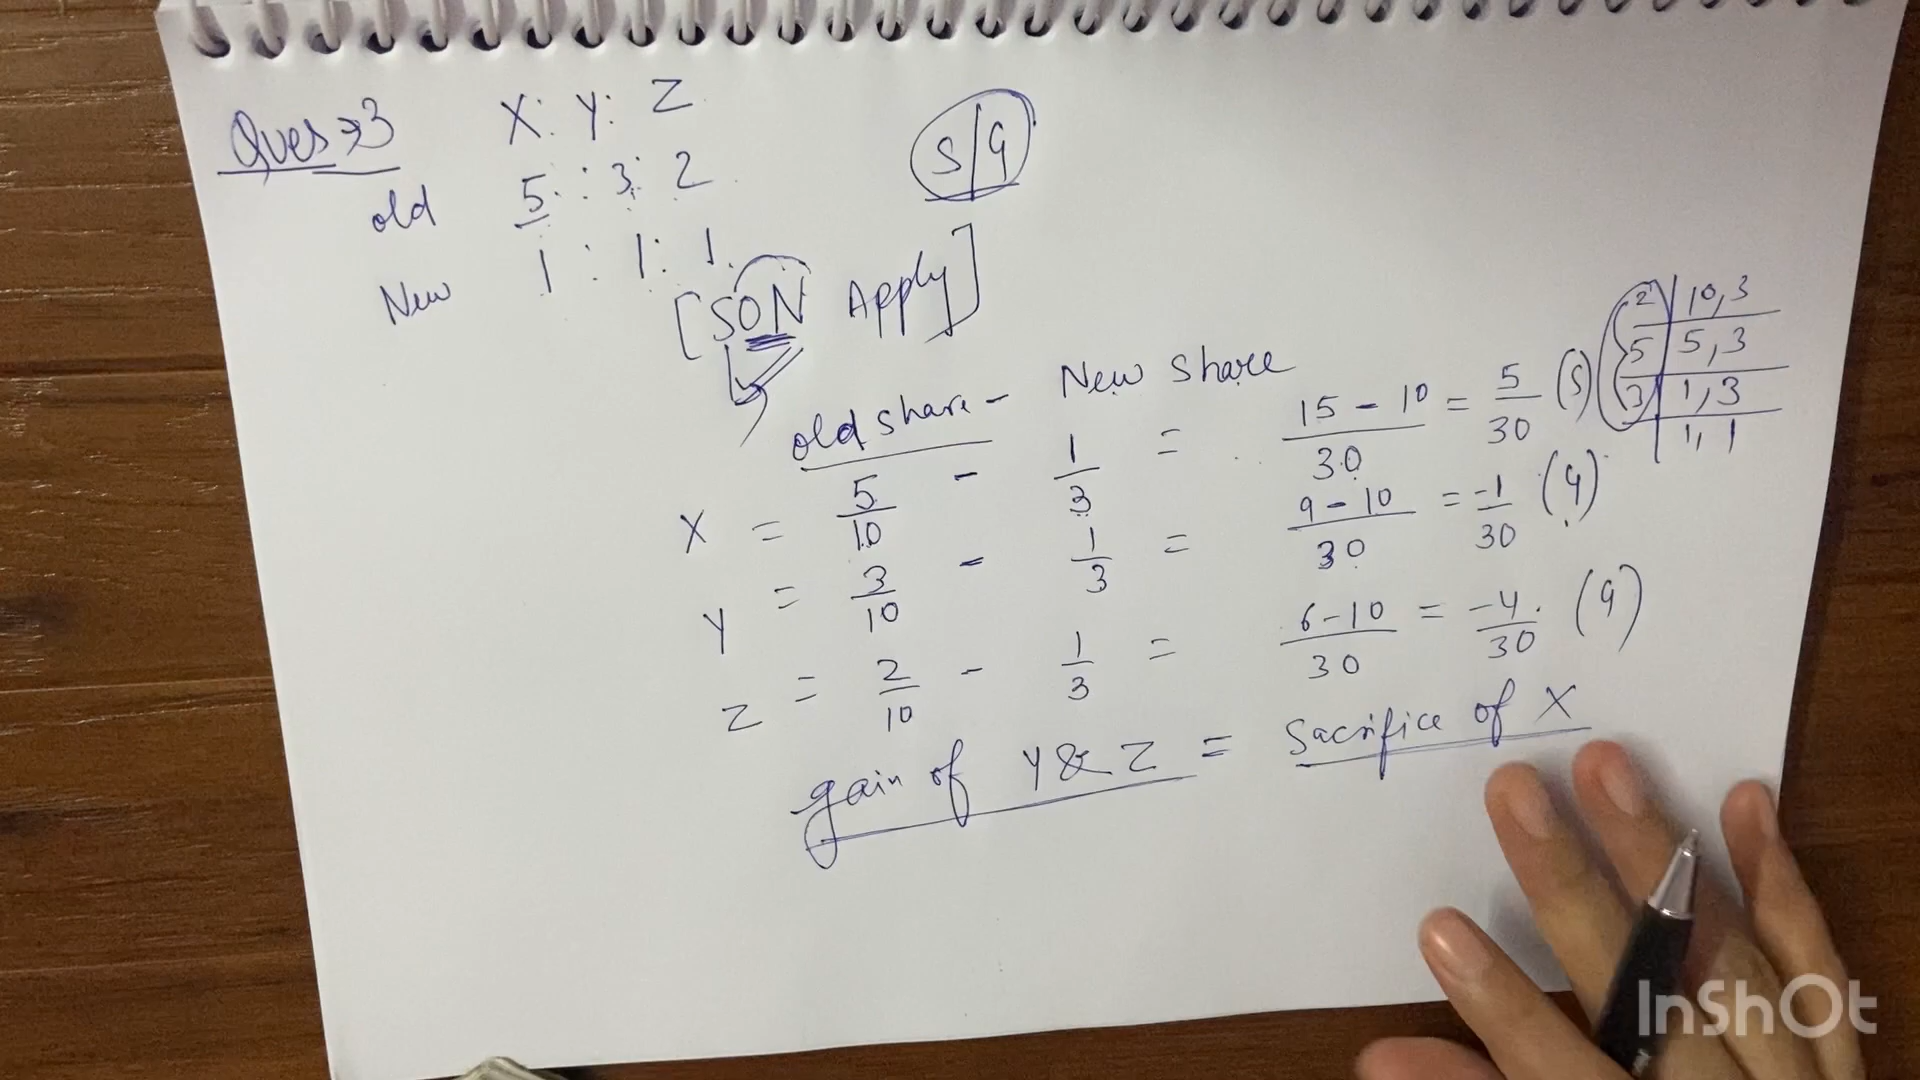 Ques → 3 X : Y : Z
old 5 : 3 : 2
New 1 : 1 : 1
S/G
[SON Apply]
old share - New share
X = 5/10 - 1/3 = 15 - 10/30 = 5/30 (S)
Y = 3/10 - 1/3 = 9 - 10/30 = -1/30 (G)
Z = 2/10 - 1/3 = 6 - 10/30 = -4/30 (G)
gain of Y & Z = Sacrifice of X
2 | 10, 3
5 | 5, 3
3 | 1, 3
| 1, 1
InShOt